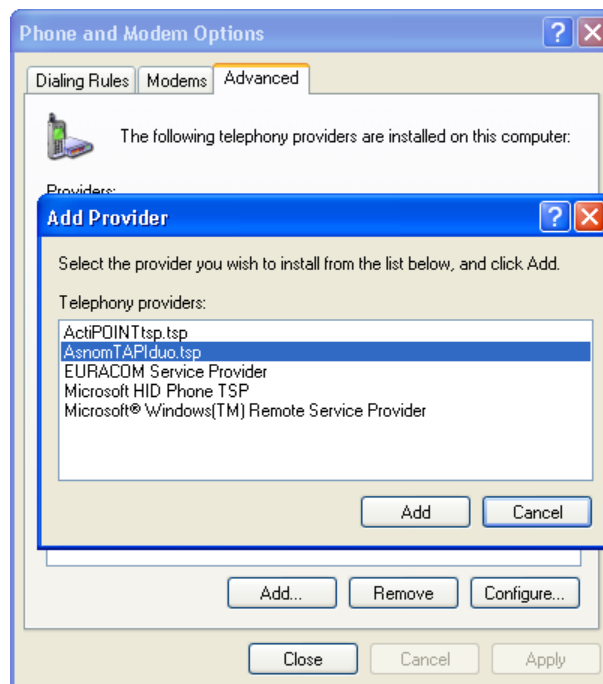 Phone and Modem Options
Dialing Rules Modems Advanced
The following telephony providers are installed on this computer:
Providers:
Add Provider
Select the provider you wish to install from the list below, and click Add.
Telephony providers:
ActiPOINTtsp.tsp
AsnomTAPIduo.tsp
EURACOM Service Provider
Microsoft HID Phone TSP
Microsoft® Windows(TM) Remote Service Provider
Add Cancel
Add... Remove Configure...
Close Cancel Apply